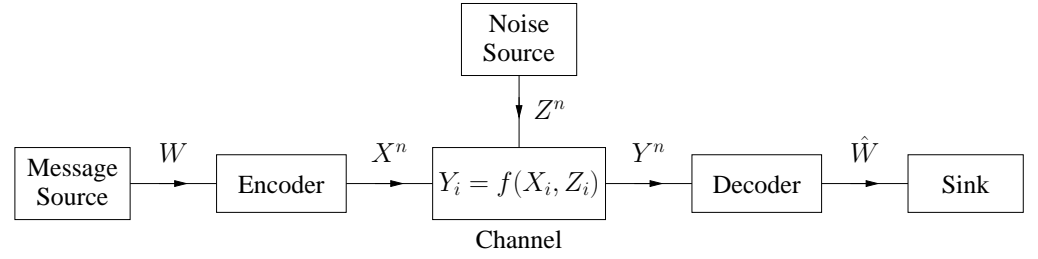 Noise
Source
Z^n
Message
Source
W
Encoder
X^n
Y_i = f(X_i, Z_i)
Y^n
Decoder
Ŵ
Sink
Channel